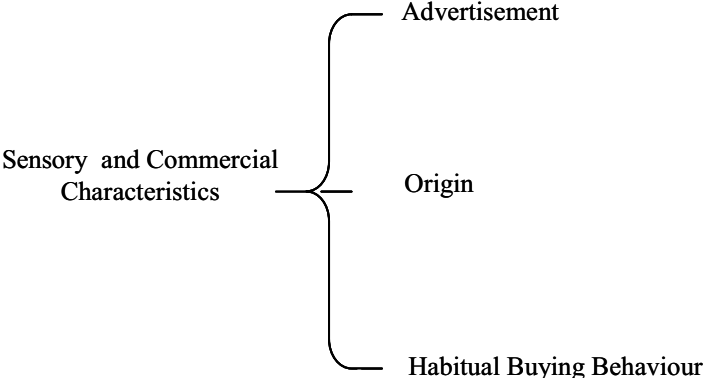 Advertisement
Sensory and Commercial
Characteristics
Origin
Habitual Buying Behaviour